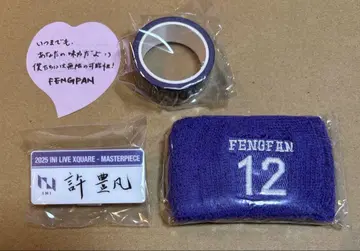 いつまでも、
あなたの味方だよ:)
僕たちには無限の可能性!
FENGFAN
FENGFAN
12
2025 INI LIVE XQUARE - MASTERPIECE
INI
許豊凡